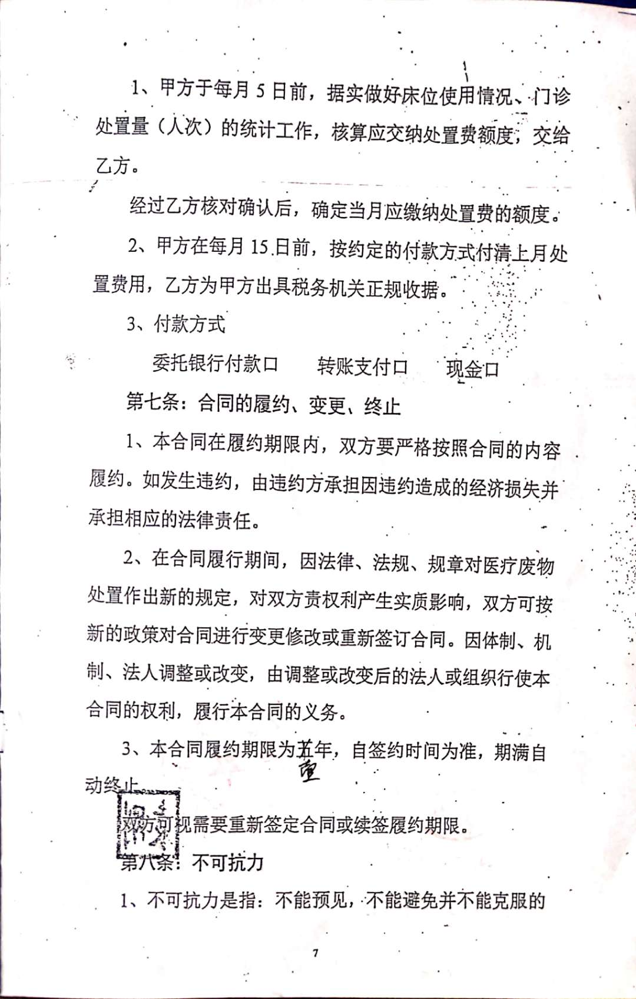 1、甲方于每月5日前，据实做好床位使用情况、门诊
处置量（人次）的统计工作，核算应交纳处置费额度，交给
乙方。
经过乙方核对确认后，确定当月应缴纳处置费的额度。
2、甲方在每月15日前，按约定的付款方式付清上月处
置费用，乙方为甲方出具税务机关正规收据。
3、付款方式
委托银行付款口 转账支付口 现金口
第七条：合同的履约、变更、终止
1、本合同在履约期限内，双方要严格按照合同的内容
履约。如发生违约，由违约方承担因违约造成的经济损失并
承担相应的法律责任。
2、在合同履行期间，因法律、法规、规章对医疗废物
处置作出新的规定，对双方责权利产生实质影响，双方可按
新的政策对合同进行变更修改或重新签订合同。因体制、机
制、法人调整或改变，由调整或改变后的法人或组织行使本
合同的权利，履行本合同的义务。
3、本合同履约期限为五年，自签约时间为准，期满自
壹
动终止。
双方可视需要重新签定合同或续签履约期限。
第八条：不可抗力
1、不可抗力是指：不能预见，不能避免并不能克服的
7